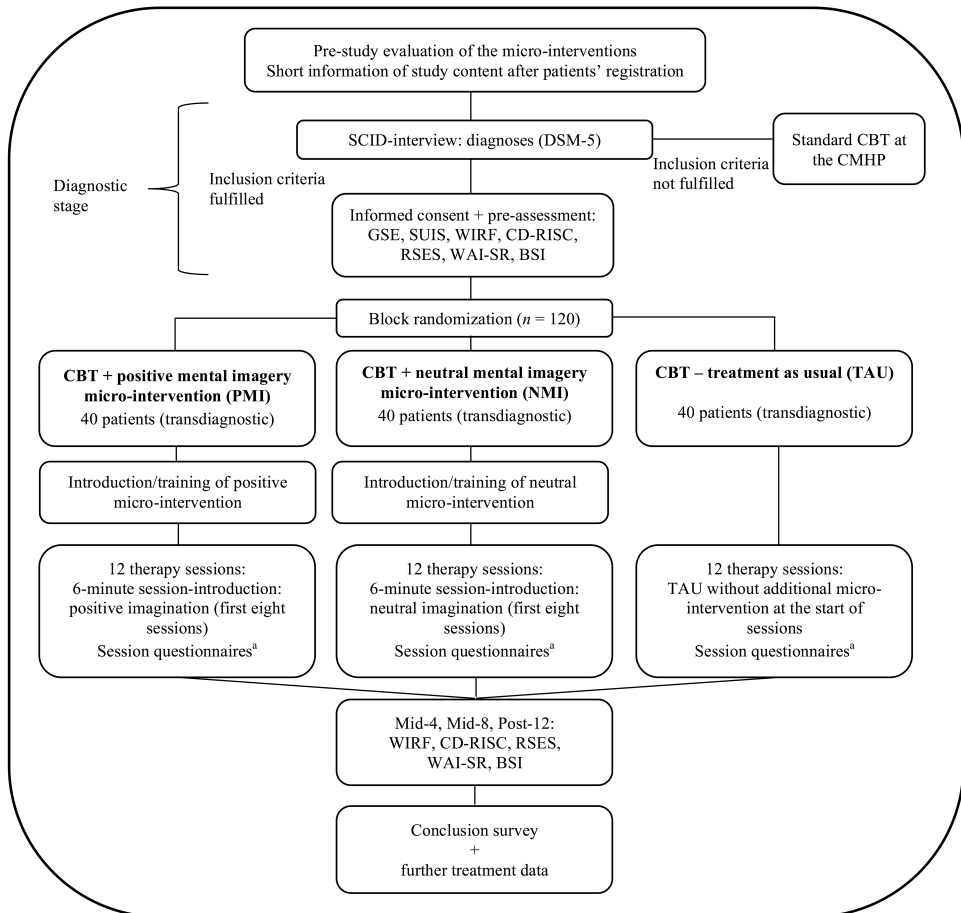 Pre-study evaluation of the micro-interventions
Short information of study content after patients' registration
SCID-interview: diagnoses (DSM-5)
Standard CBT at
the CMHP
Inclusion criteria
not fulfilled
Diagnostic
stage
Inclusion criteria
fulfilled
Informed consent + pre-assessment:
GSE, SUIS, WIRF, CD-RISC,
RSES, WAI-SR, BSI
Block randomization (n = 120)
CBT + positive mental imagery
micro-intervention (PMI)
40 patients (transdiagnostic)
CBT + neutral mental imagery
micro-intervention (NMI)
40 patients (transdiagnostic)
CBT – treatment as usual (TAU)
40 patients (transdiagnostic)
Introduction/training of positive
micro-intervention
Introduction/training of neutral
micro-intervention
12 therapy sessions:
6-minute session-introduction:
positive imagination (first eight
sessions)
Session questionnairesᵃ
12 therapy sessions:
6-minute session-introduction:
neutral imagination (first eight
sessions)
Session questionnairesᵃ
12 therapy sessions:
TAU without additional micro-
intervention at the start of
sessions
Session questionnairesᵃ
Mid-4, Mid-8, Post-12:
WIRF, CD-RISC, RSES,
WAI-SR, BSI
Conclusion survey
+
further treatment data